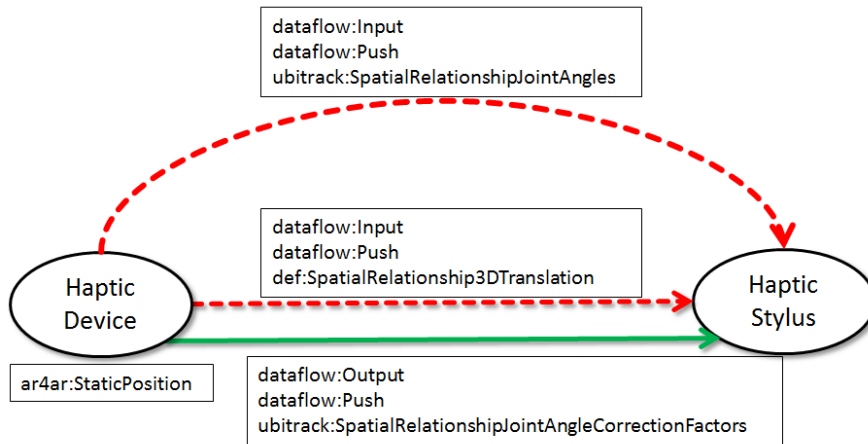 dataflow:Input
dataflow:Push
ubitrack:SpatialRelationshipJointAngles
dataflow:Input
dataflow:Push
def:SpatialRelationship3DTranslation
Haptic
Device
Haptic
Stylus
ar4ar:StaticPosition
dataflow:Output
dataflow:Push
ubitrack:SpatialRelationshipJointAngleCorrectionFactors